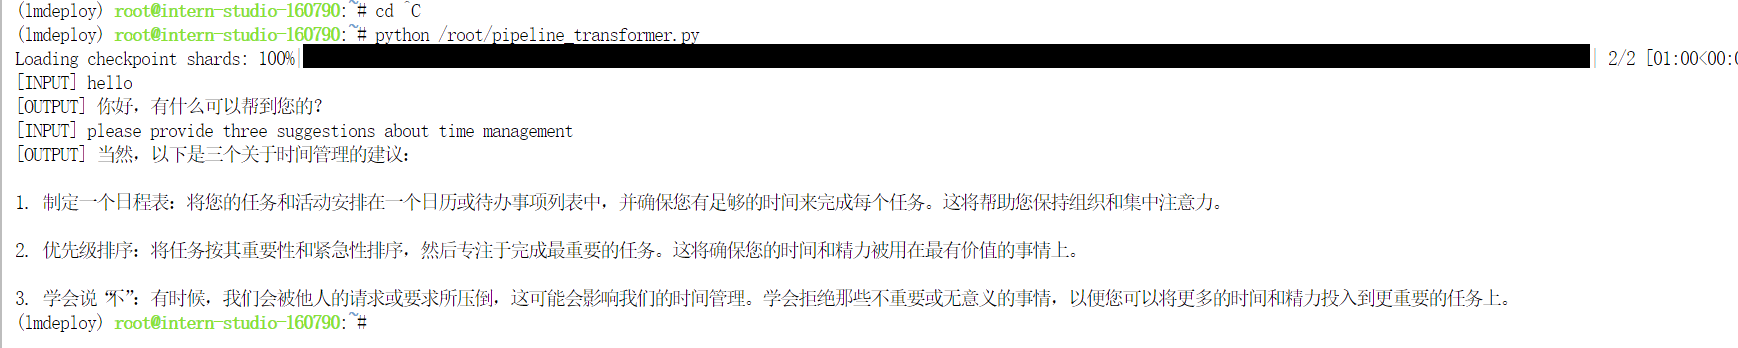 (lmdeploy) root@intern-studio-160790:~# cd ^C
(lmdeploy) root@intern-studio-160790:~# python /root/pipeline_transformer.py
Loading checkpoint shards: 100%| | 2/2 [01:00<00:0
[INPUT] hello
[OUTPUT] 你好，有什么可以帮到您的？
[INPUT] please provide three suggestions about time management
[OUTPUT] 当然，以下是三个关于时间管理的建议：
1. 制定一个日程表：将您的任务和活动安排在一个日历或待办事项列表中，并确保您有足够的时间来完成每个任务。这将帮助您保持组织和集中注意力。
2. 优先级排序：将任务按其重要性和紧急性排序，然后专注于完成最重要的任务。这将确保您的时间和精力被用在最有价值的事情上。
3. 学会说“不”：有时候，我们会被他人的请求或要求所压倒，这可能会影响我们的时间管理。学会拒绝那些不重要或无意义的事情，以便您可以将更多的时间和精力投入到更重要的任务上。
(lmdeploy) root@intern-studio-160790:~#